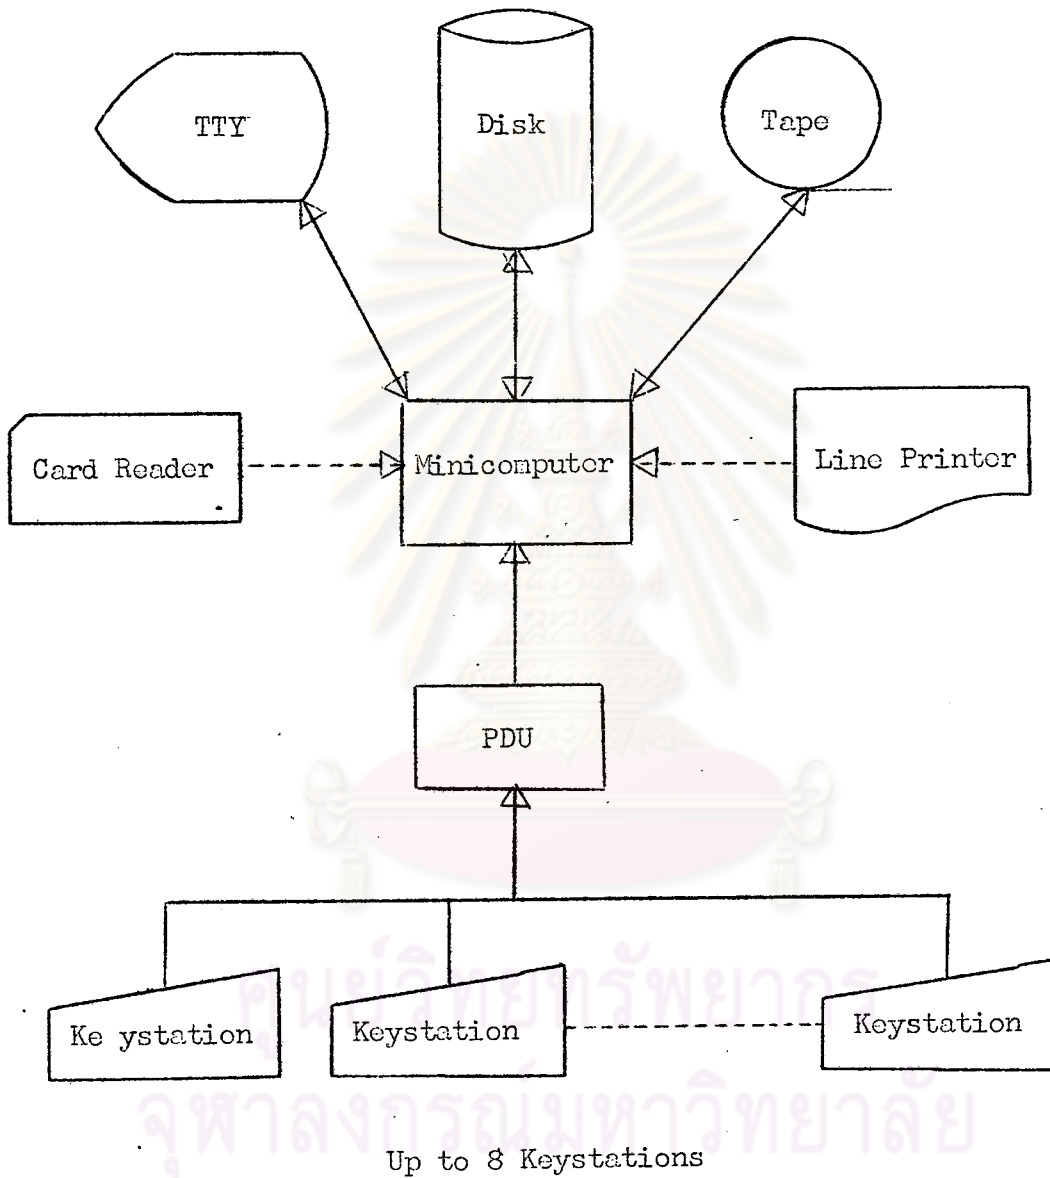 TTY
Disk
Tape
Card Reader
Minicomputer
Line Printer
PDU
Ke ystation
Keystation
Keystation
ศูนย์วิทยทรัพยากร
จุฬาลงกรณ์มหาวิทยาลัย
Up to 8 Keystations